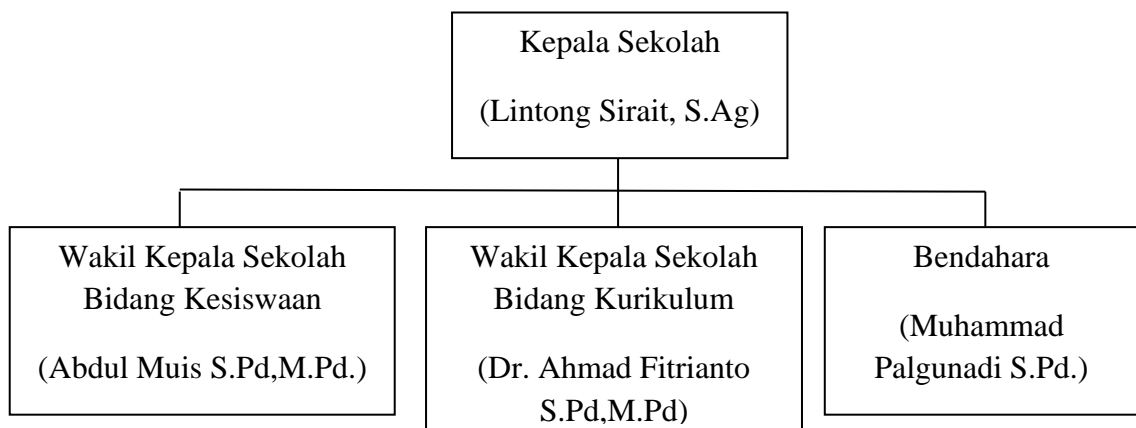 Kepala Sekolah
(Lintong Sirait, S.Ag)
Wakil Kepala Sekolah
Bidang Kesiswaan
(Abdul Muis S.Pd,M.Pd.)
Wakil Kepala Sekolah
Bidang Kurikulum
(Dr. Ahmad Fitrianto
S.Pd,M.Pd)
Bendahara
(Muhammad
Palgunadi S.Pd.)